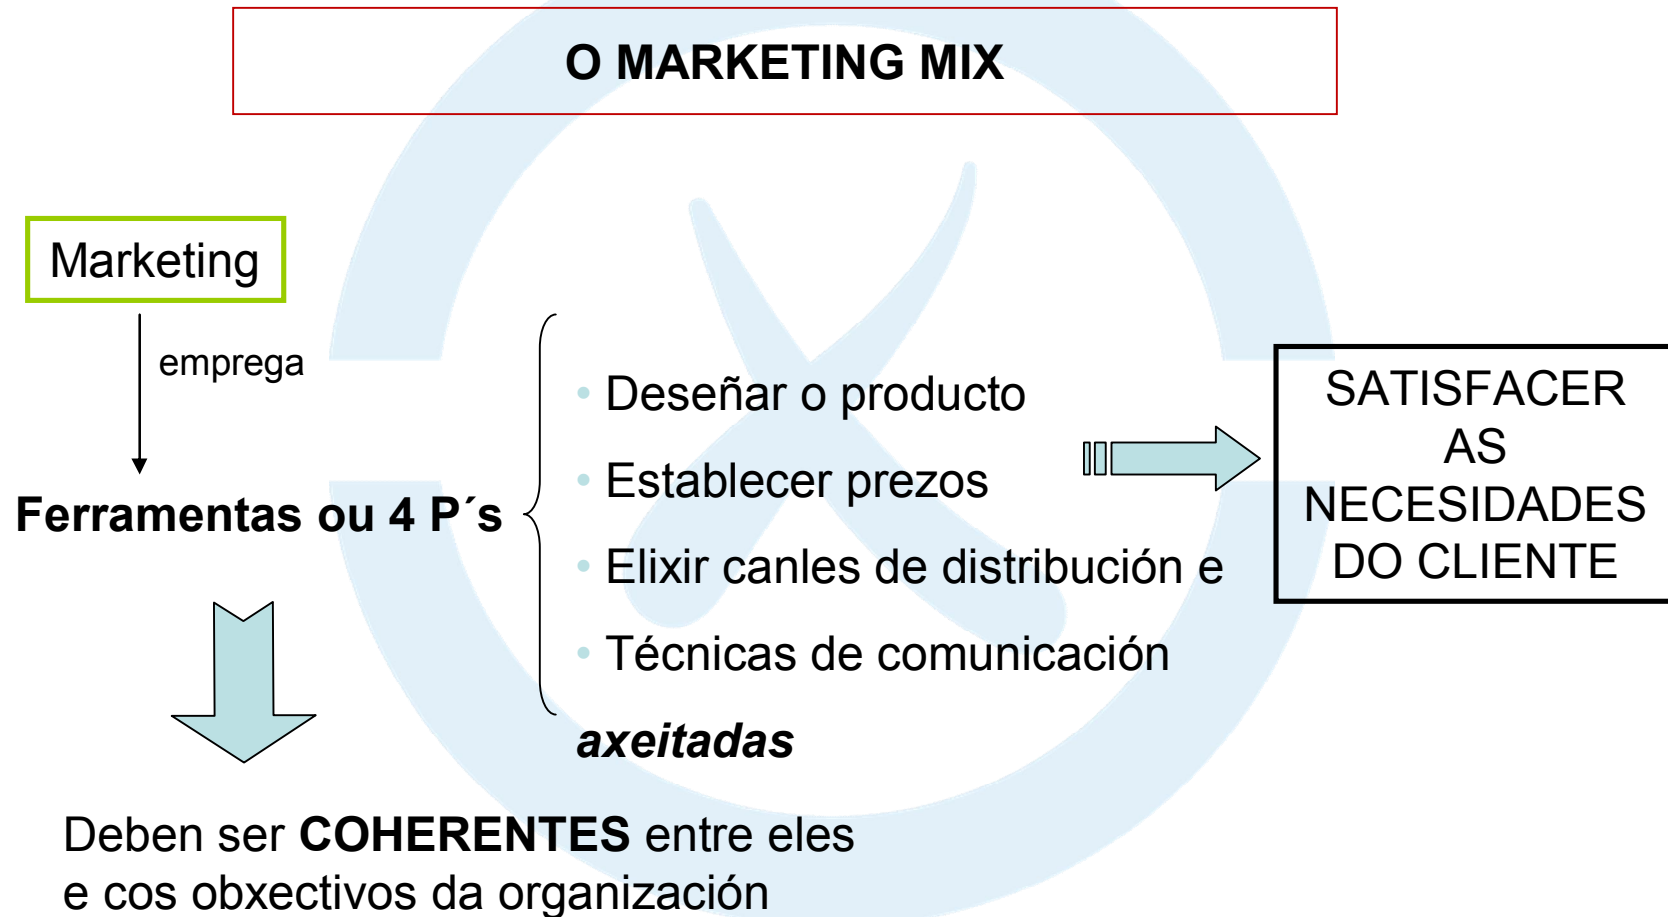 O MARKETING MIX
Marketing
emprega
Ferramentas ou 4 P´s
• Deseñar o producto
• Establecer prezos
• Elixir canles de distribución e
• Técnicas de comunicación
axeitadas
SATISFACER
AS
NECESIDADES
DO CLIENTE
Deben ser COHERENTES entre eles
e cos obxectivos da organización